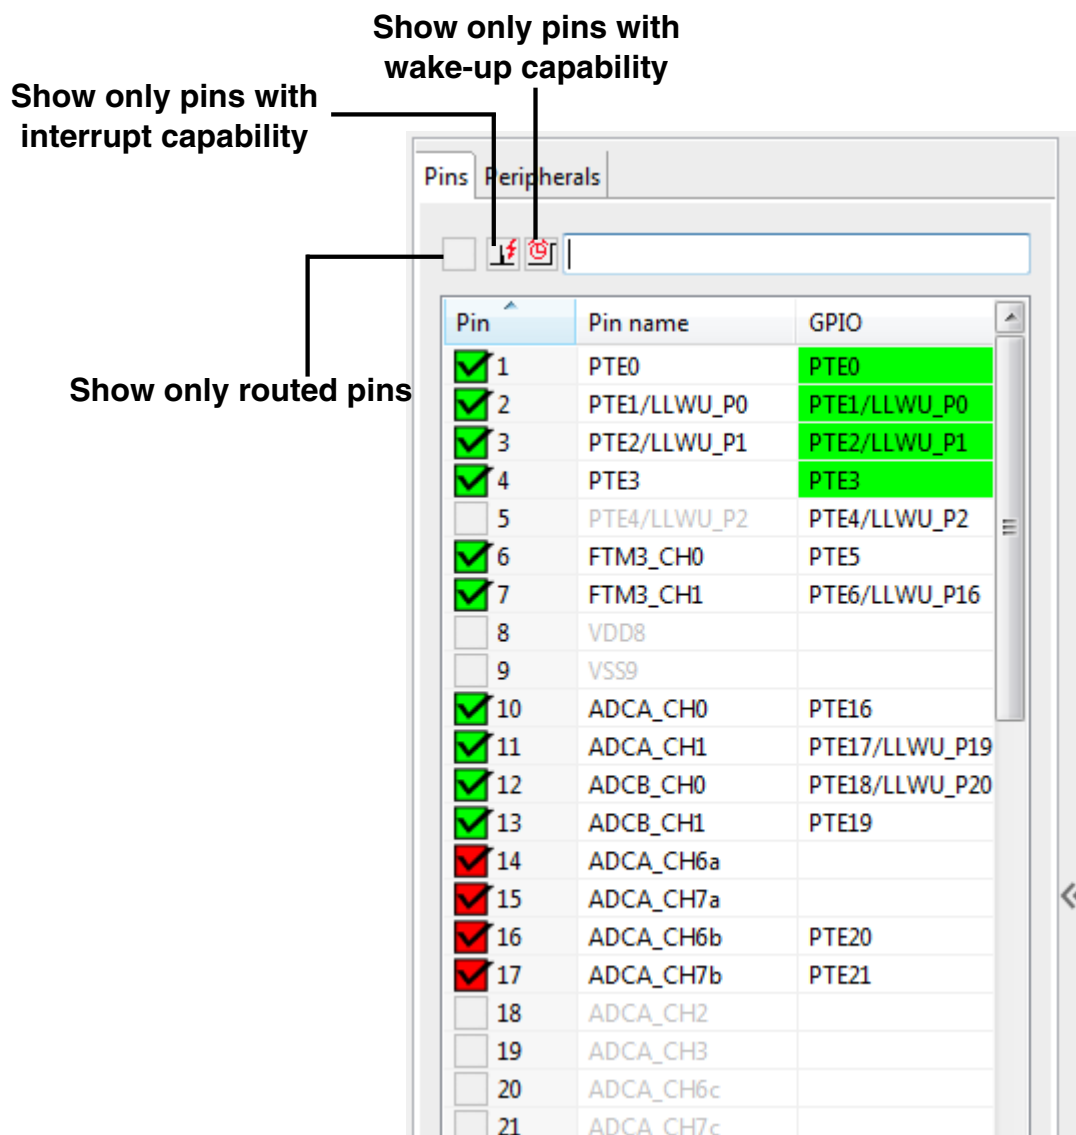 Show only pins with
wake-up capability
Show only pins with
interrupt capability
Pins Peripherals
Show only routed pins
Pin Pin name GPIO
1 PTE0 PTE0
2 PTE1/LLWU_P0 PTE1/LLWU_P0
3 PTE2/LLWU_P1 PTE2/LLWU_P1
4 PTE3 PTE3
5 PTE4/LLWU_P2 PTE4/LLWU_P2
6 FTM3_CH0 PTE5
7 FTM3_CH1 PTE6/LLWU_P16
8 VDD8
9 VSS9
10 ADCA_CH0 PTE16
11 ADCA_CH1 PTE17/LLWU_P19
12 ADCB_CH0 PTE18/LLWU_P20
13 ADCB_CH1 PTE19
14 ADCA_CH6a
15 ADCA_CH7a
16 ADCA_CH6b PTE20
17 ADCA_CH7b PTE21
18 ADCA_CH2
19 ADCA_CH3
20 ADCA_CH6c
21 ADCA_CH7c